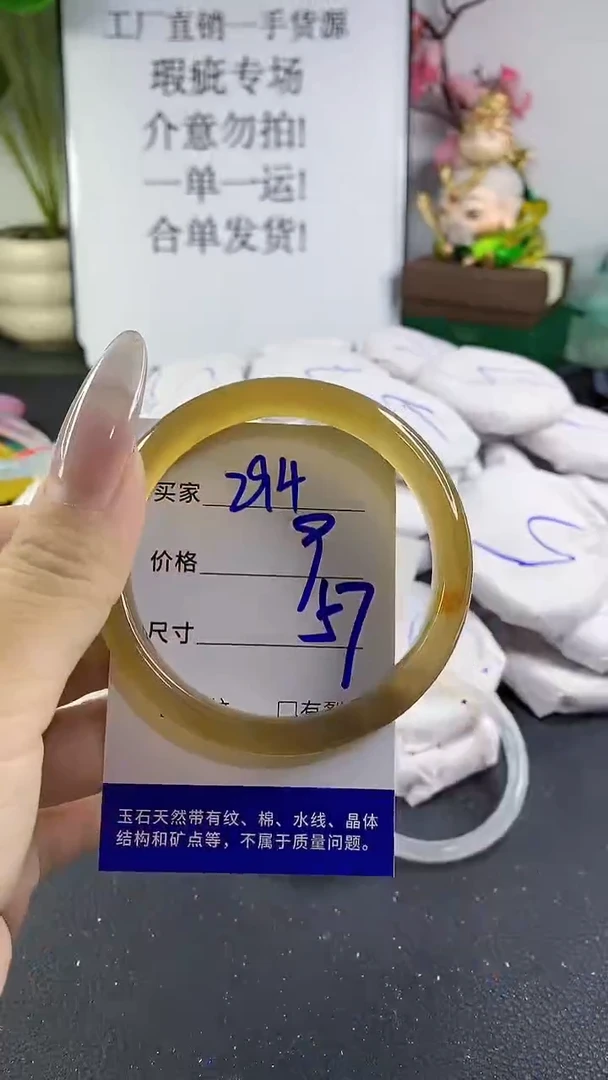 工厂直销一手货源
瑕疵专场
介意勿拍!
一单一运!
合单发货!
买家 294
价格 9
尺寸 57
口有裂
玉石天然带有纹、棉、水线、晶体
结构和矿点等，不属于质量问题。